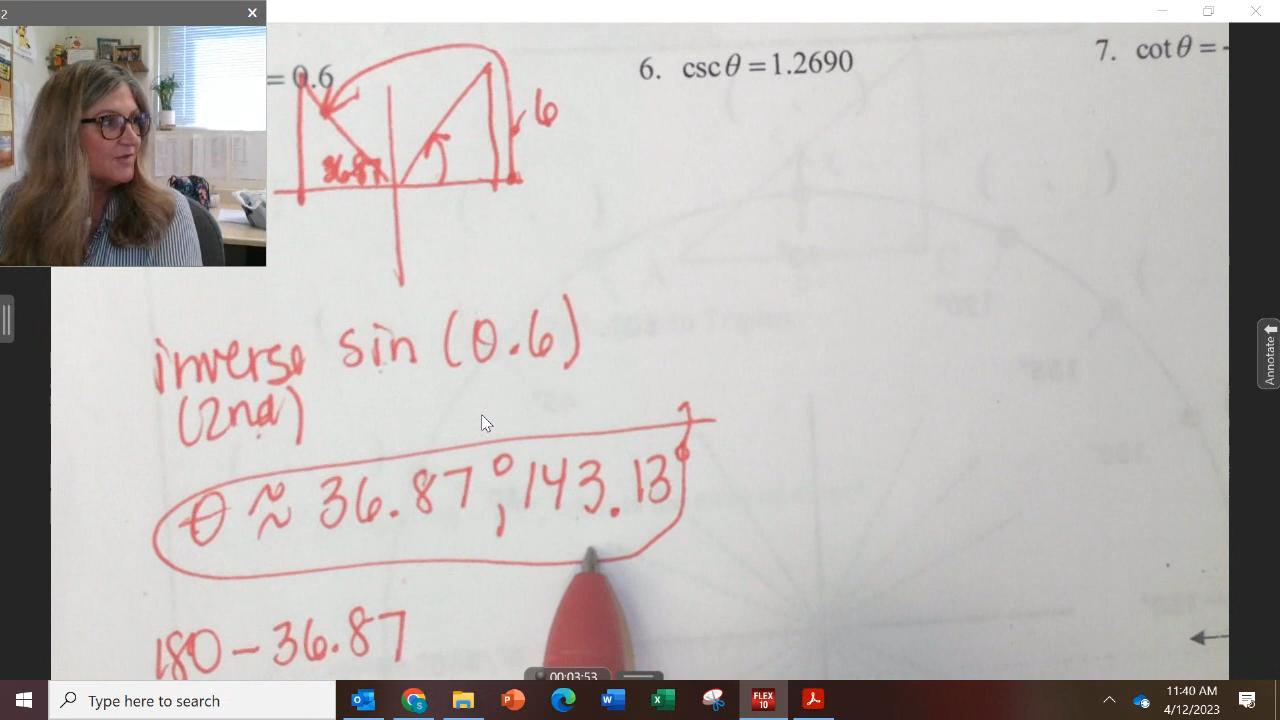 2
= 0.6
6. csc θ = 1.2690
7. cot θ = -
.6
36.87
inverse sin (0.6)
(2nd)
θ ≈ 36.87°, 143.13°
180 - 36.87
Annotate
00:03:53
Type here to search
FLEX
10
11:40 AM
4/12/2023